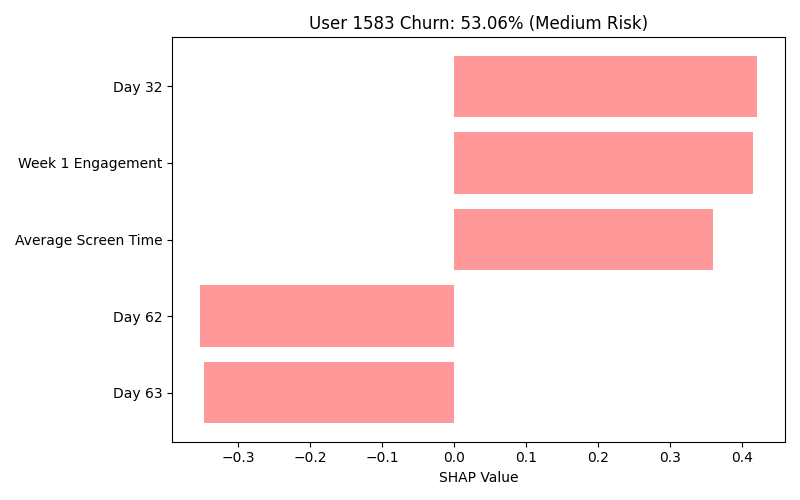 User 1583 Churn: 53.06% (Medium Risk)
Day 32
Week 1 Engagement
Average Screen Time
Day 62
Day 63
−0.3 −0.2 −0.1 0.0 0.1 0.2 0.3 0.4
SHAP Value